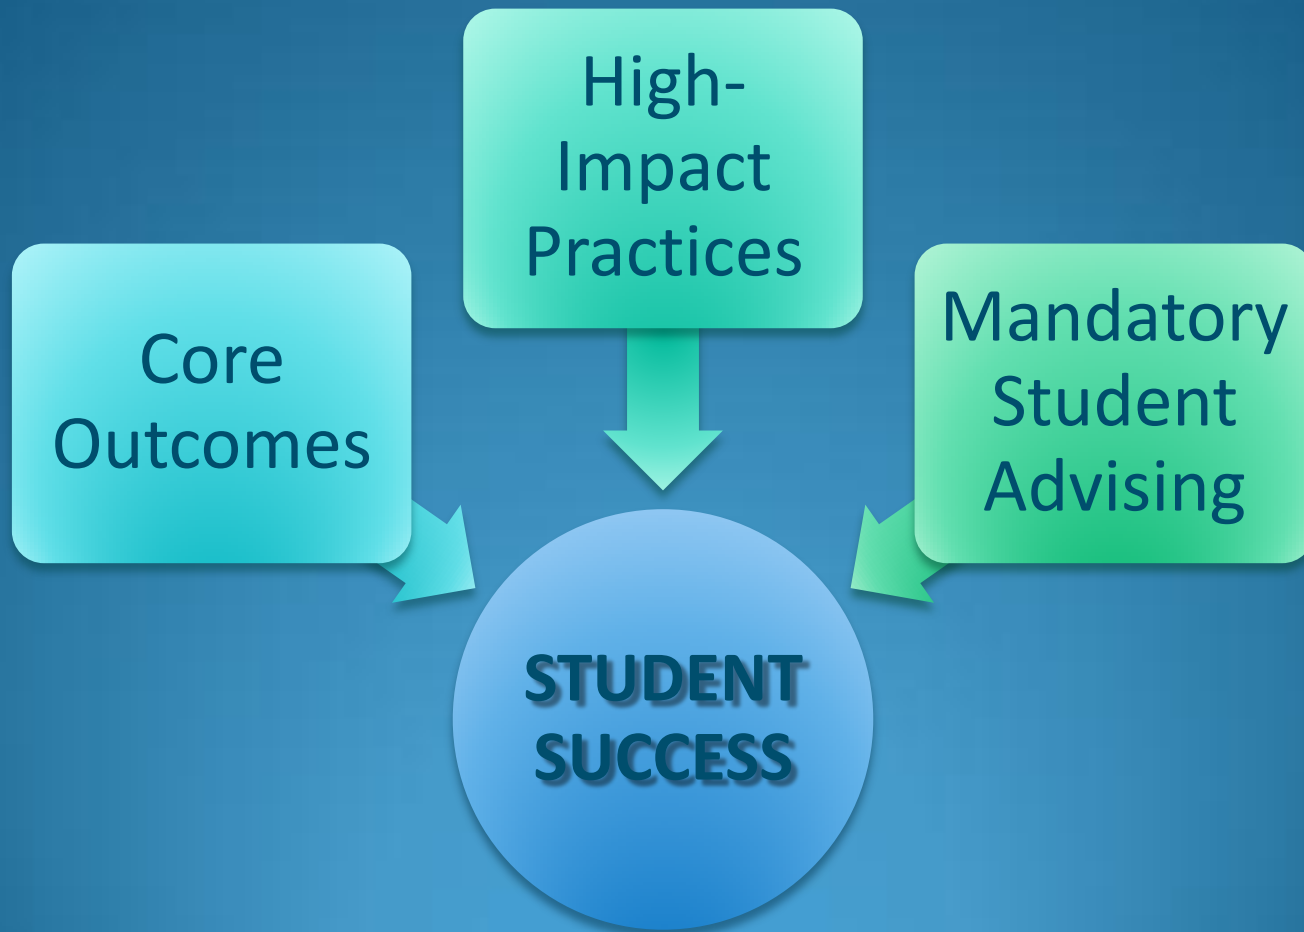 High-
Impact
Practices
Core
Outcomes
Mandatory
Student
Advising
STUDENT
SUCCESS